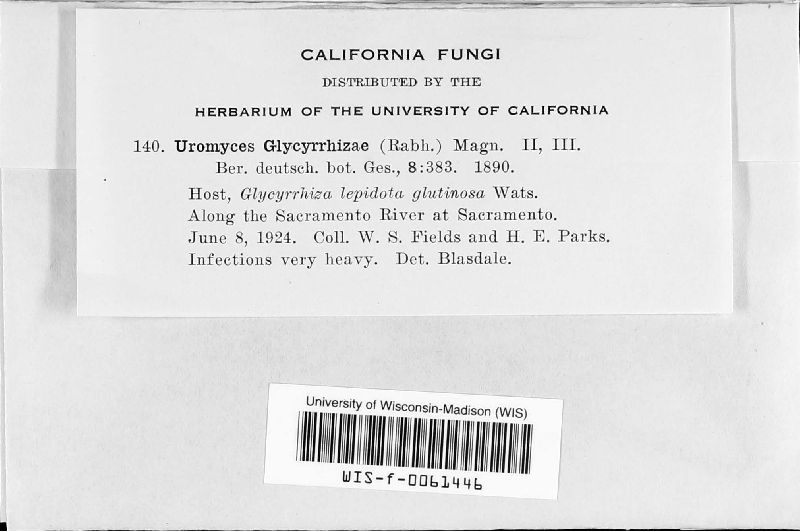 CALIFORNIA FUNGI
DISTRIBUTED BY THE
HERBARIUM OF THE UNIVERSITY OF CALIFORNIA
140. Uromyces Glycyrrhizae (Rabh.) Magn. II, III.
Ber. deutsch. bot. Ges., 8:383. 1890.
Host, Glycyrrhiza lepidota glutinosa Wats.
Along the Sacramento River at Sacramento.
June 8, 1924. Coll. W. S. Fields and H. E. Parks.
Infections very heavy. Det. Blasdale.
University of Wisconsin-Madison (WIS)
WIS-f-0061446